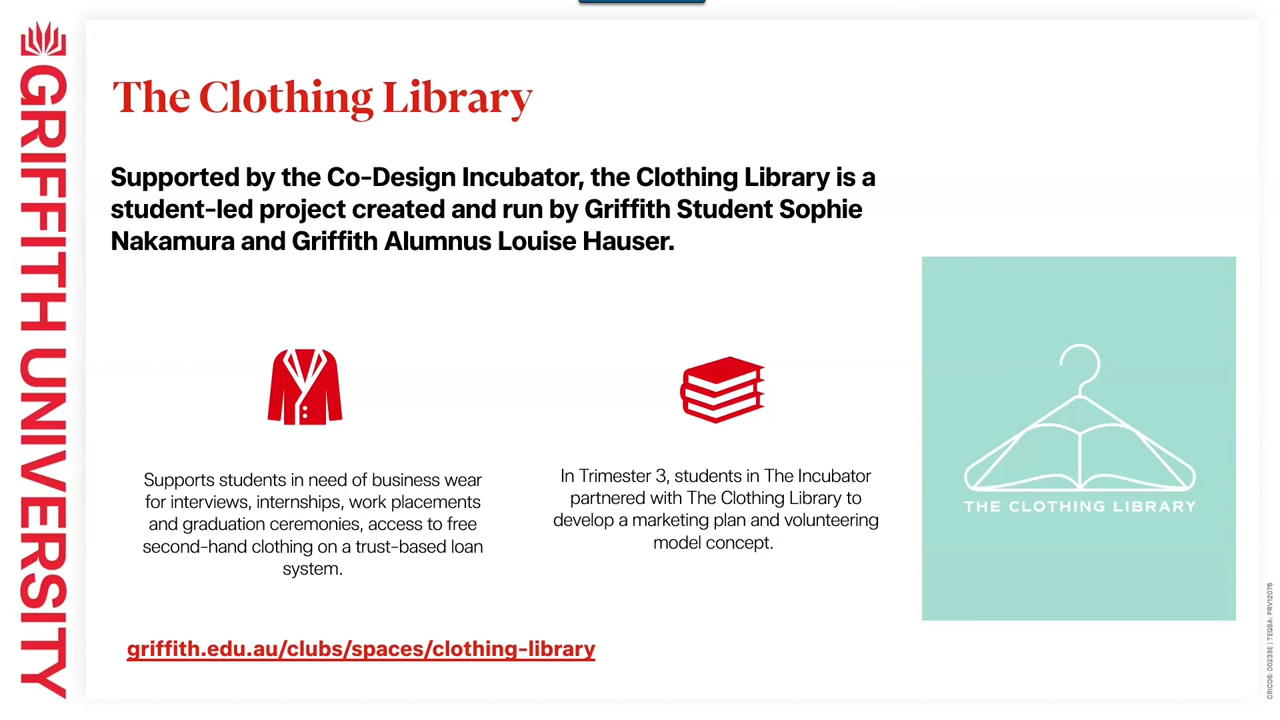 GRIFFITH UNIVERSITY
The Clothing Library
Supported by the Co-Design Incubator, the Clothing Library is a
student-led project created and run by Griffith Student Sophie
Nakamura and Griffith Alumnus Louise Hauser.
Supports students in need of business wear
for interviews, internships, work placements
and graduation ceremonies, access to free
second-hand clothing on a trust-based loan
system.
In Trimester 3, students in The Incubator
partnered with The Clothing Library to
develop a marketing plan and volunteering
model concept.
THE CLOTHING LIBRARY
griffith.edu.au/clubs/spaces/clothing-library
CRICOS: 00233E | TEQSA: PRV12076